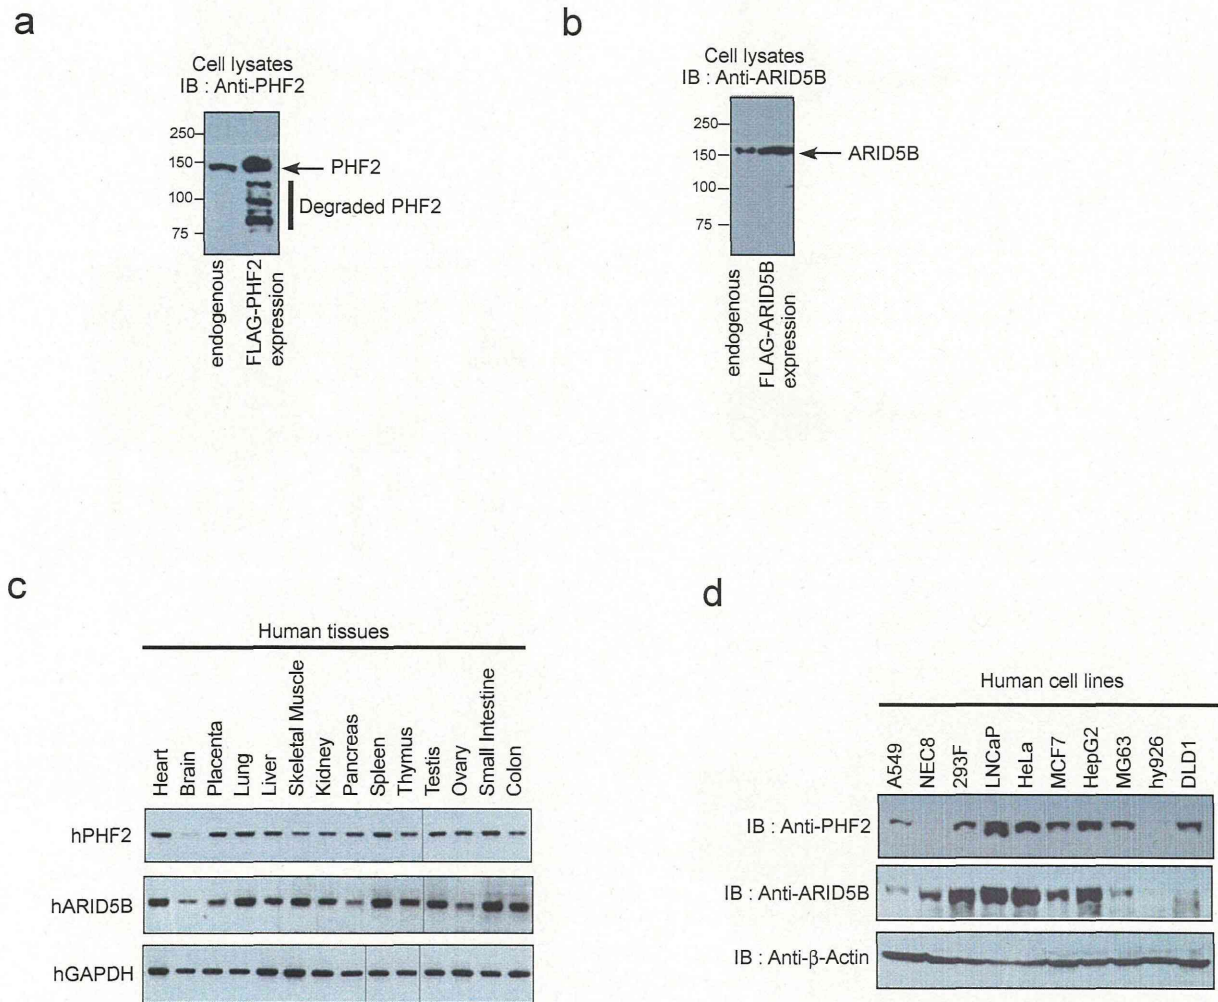 a
Cell lysates
IB : Anti-PHF2
250
150
100
75
PHF2
Degraded PHF2
endogenous
FLAG-PHF2
expression
b
Cell lysates
IB : Anti-ARID5B
250
150
100
75
ARID5B
endogenous
FLAG-ARID5B
expression
c
Human tissues
Heart
Brain
Placenta
Lung
Liver
Skeletal Muscle
Kidney
Pancreas
Spleen
Thymus
Testis
Ovary
Small Intestine
Colon
hPHF2
hARID5B
hGAPDH
d
Human cell lines
A549
NEC8
293F
LNCaP
HeLa
MCF7
HepG2
MG63
hy926
DLD1
IB : Anti-PHF2
IB : Anti-ARID5B
IB : Anti-β-Actin